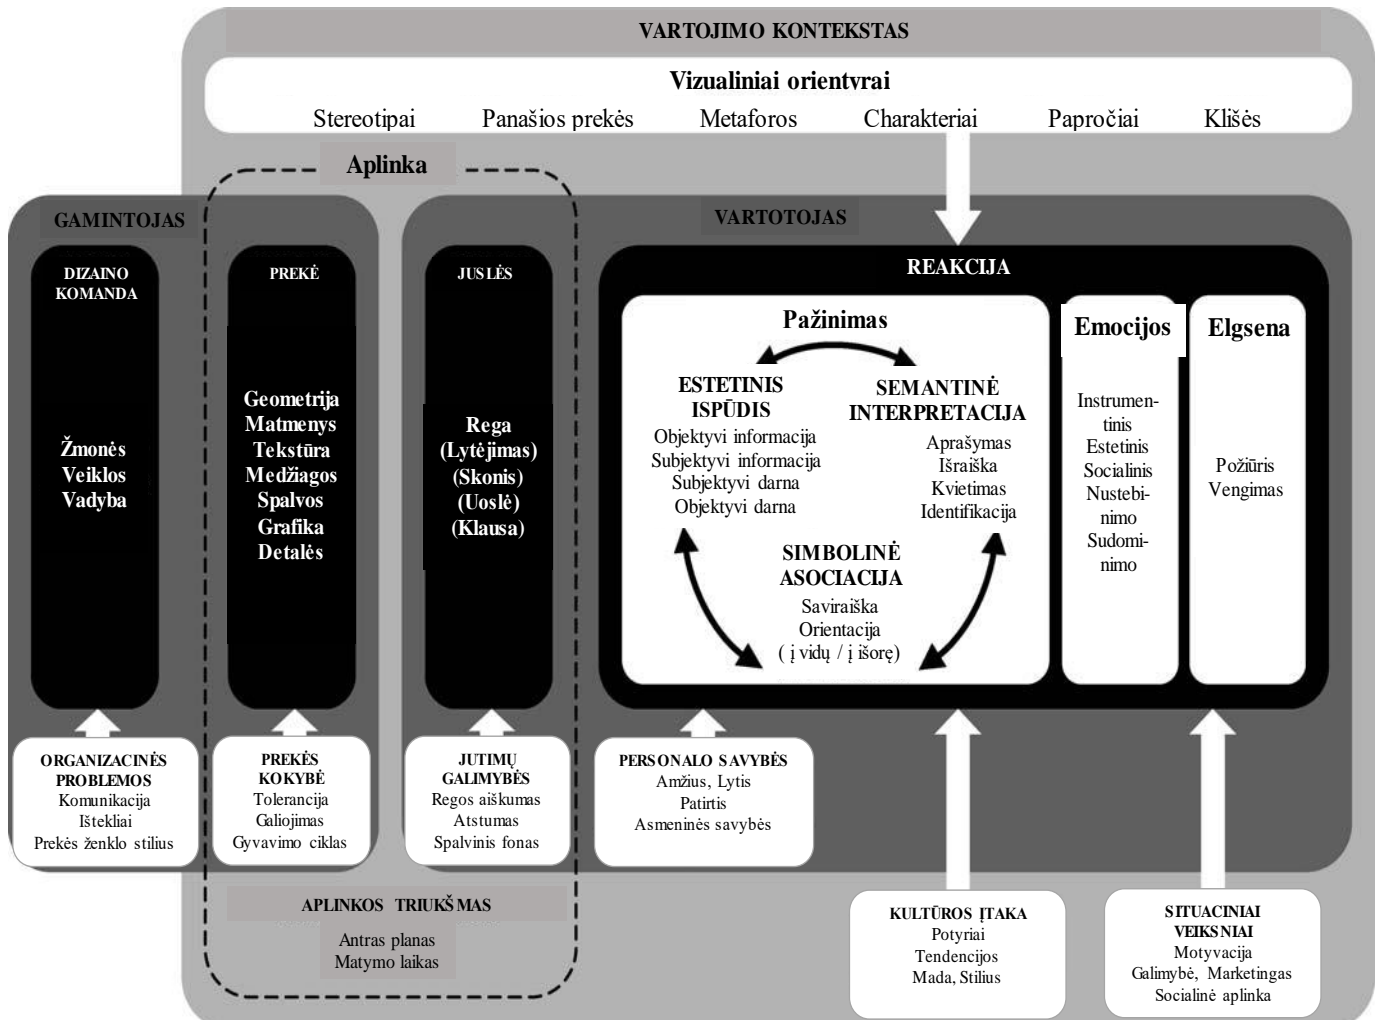 VARTOJIMO KONTEKSTAS
Vizualiniai orientyrai
Stereotipai Panašios prekės Metaforos Charakteriai Papročiai Klišės
Aplinka
GAMINTOJAS
VARTOTOJAS
DIZAINO
KOMANDA
Žmonės
Veiklos
Vadyba
PREKĖ
Geometrija
Matmenys
Tekstūra
Medžiagos
Spalvos
Grafika
Detalės
JUSLĖS
Rega
(Lytėjimas)
(Skonis)
(Uoslė)
(Klausa)
REAKCIJA
Pažinimas
ESTETINIS
ISPŪDIS
Objektyvi informacija
Subjektyvi informacija
Subjektyvi darna
Objektyvi darna
SEMANTINĖ
INTERPRETACIJA
Aprašymas
Išraiška
Kvietimas
Identifikacija
SIMBOLINĖ
ASOCIACIJA
Saviraiška
Orientacija
( į vidų / į išorę)
Emocijos
Instrumen-
tinis
Estetinis
Socialinis
Nustebi-
nimo
Sudomi-
nimo
Elgsena
Požiūris
Vengimas
ORGANIZACINĖS
PROBLEMOS
Komunikacija
Ištekliai
Prekės ženklo stilius
PREKĖS
KOKYBĖ
Tolerancija
Galiojimas
Gyvavimo ciklas
JUTIMŲ
GALIMYBĖS
Regos aiškumas
Atstumas
Spalvinis fonas
PERSONALO SAVYBĖS
Amžius, Lytis
Patirtis
Asmeninės savybės
APLINKOS TRIUKŠMAS
Antras planas
Matymo laikas
KULTŪROS ĮTAKA
Potyriai
Tendencijos
Mada, Stilius
SITUACINIAI
VEIKSNIAI
Motyvacija
Galimybė, Marketingas
Socialinė aplinka